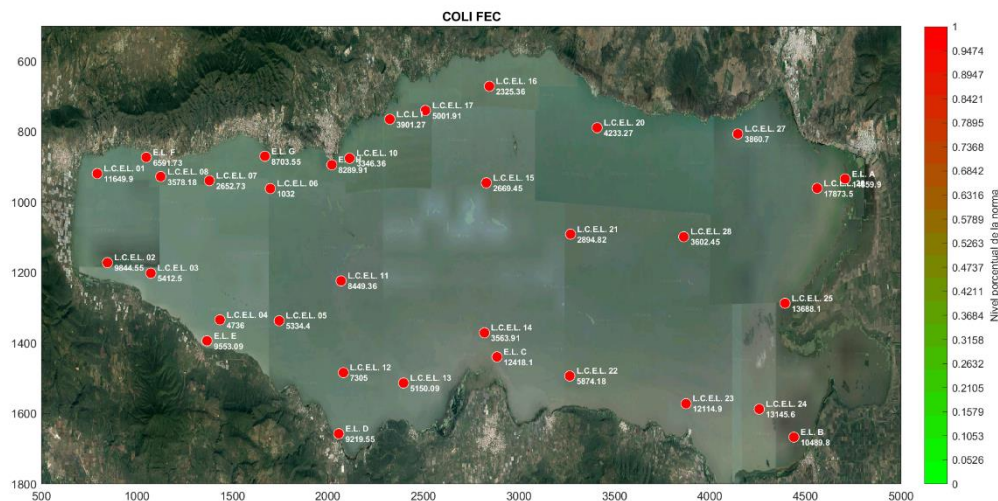 COLI FEC
600
800
1000
1200
1400
1600
1800
500
1000
1500
2000
2500
3000
3500
4000
4500
5000
L.C.E.L. 16
2325.36
L.C.E.L. 17
5001.91
L.C.L. I
3901.27
L.C.E.L. 20
4233.27
L.C.E.L. 27
3860.7
E.L. F
6591.73
E.L. G
8703.55
L.C.E.L. 10
3346.36
8289.91
L.C.E.L. 01
11649.9
L.C.E.L. 08
3578.18
L.C.E.L. 07
2652.73
L.C.E.L. 06
1032
L.C.E.L. 15
2669.45
E.L. A
14859.9
17873.5
L.C.E.L. 21
2894.82
L.C.E.L. 28
3602.45
L.C.E.L. 02
9844.55
L.C.E.L. 03
5412.5
L.C.E.L. 11
8449.36
L.C.E.L. 25
13688.1
L.C.E.L. 04
4736
L.C.E.L. 05
5334.4
E.L. E
9553.09
L.C.E.L. 14
3563.91
E.L. C
12418.1
L.C.E.L. 12
7305
L.C.E.L. 13
5150.09
L.C.E.L. 22
5874.18
L.C.E.L. 23
12114.9
L.C.E.L. 24
13145.6
E.L. D
9219.55
E.L. B
10489.8
1
0.9474
0.8947
0.8421
0.7895
0.7368
0.6842
0.6316
0.5789
0.5263
0.4737
0.4211
0.3684
0.3158
0.2632
0.2105
0.1579
0.1053
0.0526
0
Nivel porcentual de la norma